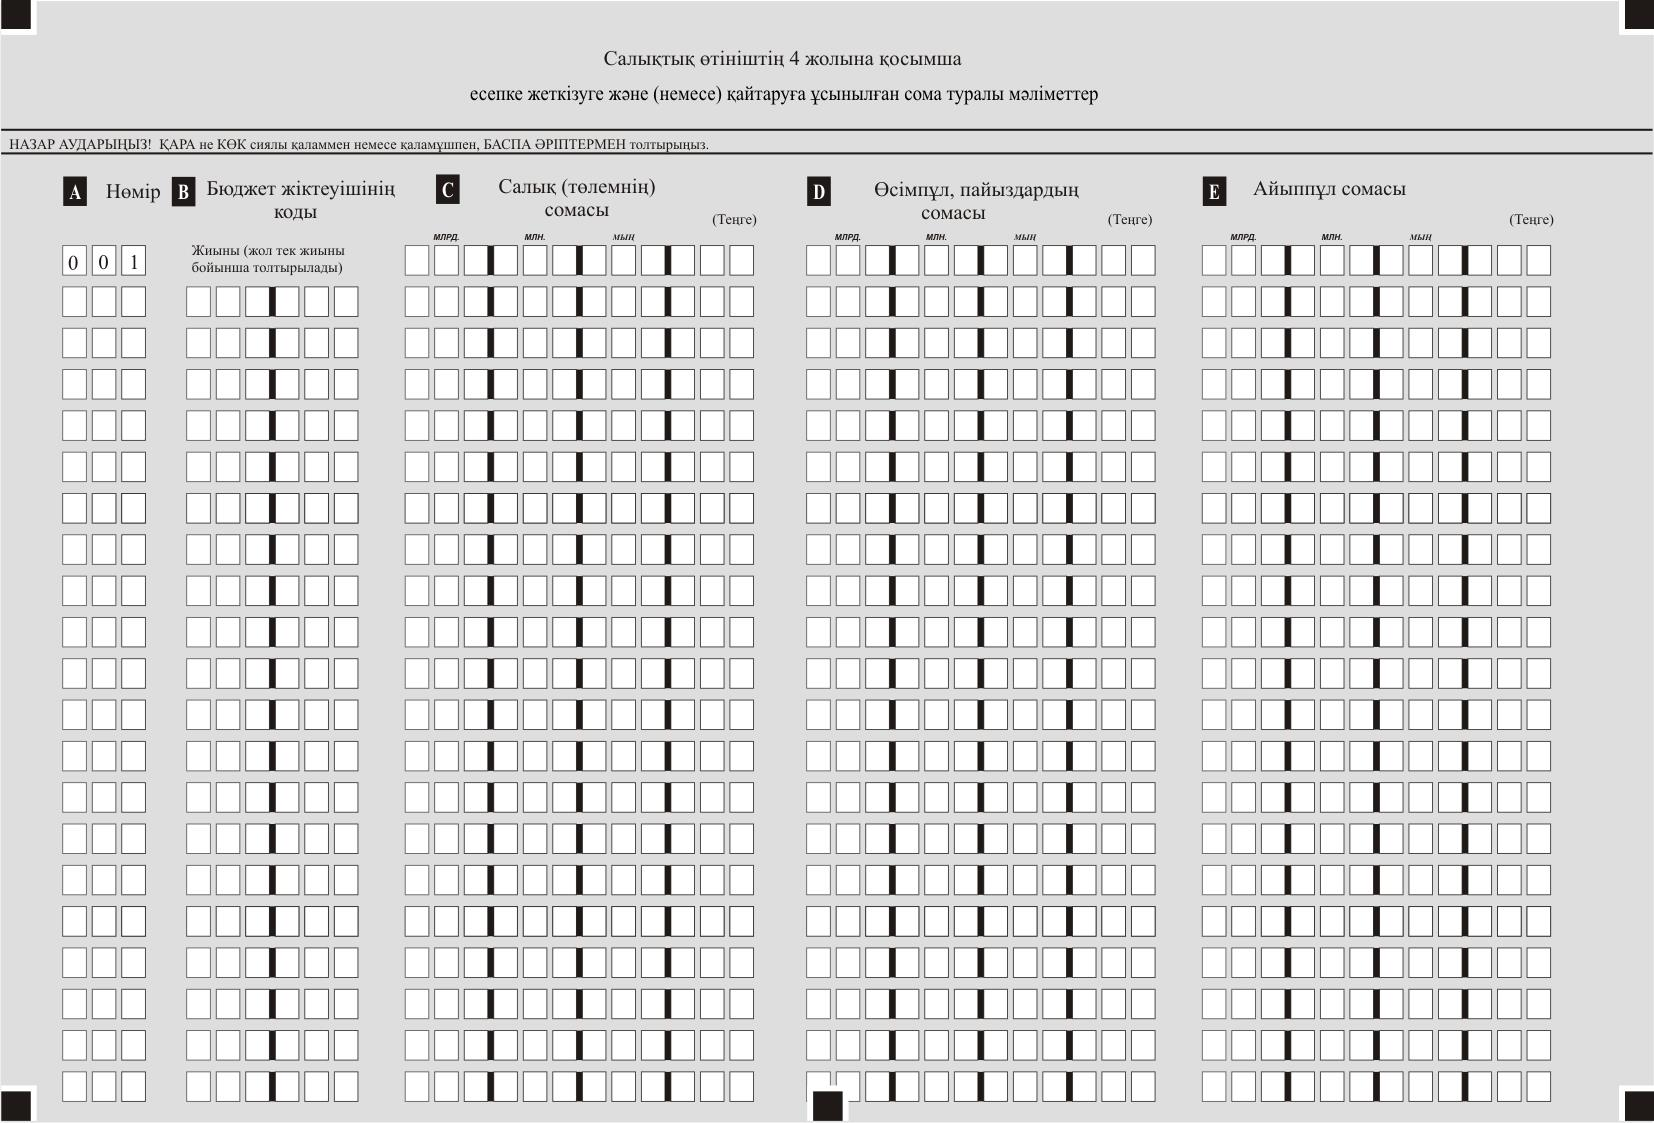 Салықтық өтініштің 4 жолына қосымша
есепке жеткізуге және (немесе) қайтаруға ұсынылған сома туралы мәліметтер
НАЗАР АУДАРЫҢЫЗ! ҚАРА не КӨК сиялы қаламмен немесе қаламұшпен, БАСПА ӘРІПТЕРМЕН толтырыңыз.
A Нөмір B Бюджет жіктеуішінің коды
C Салық (төлемнің) сомасы (Теңге)
D Өсімпұл, пайыздардың сомасы (Теңге)
E Айыппұл сомасы (Теңге)
МЛРД. МЛН. мың МЛРД. МЛН. мың МЛРД. МЛН. мың
0 0 1 Жиыны (жол тек жиыны
бойынша толтырылады)